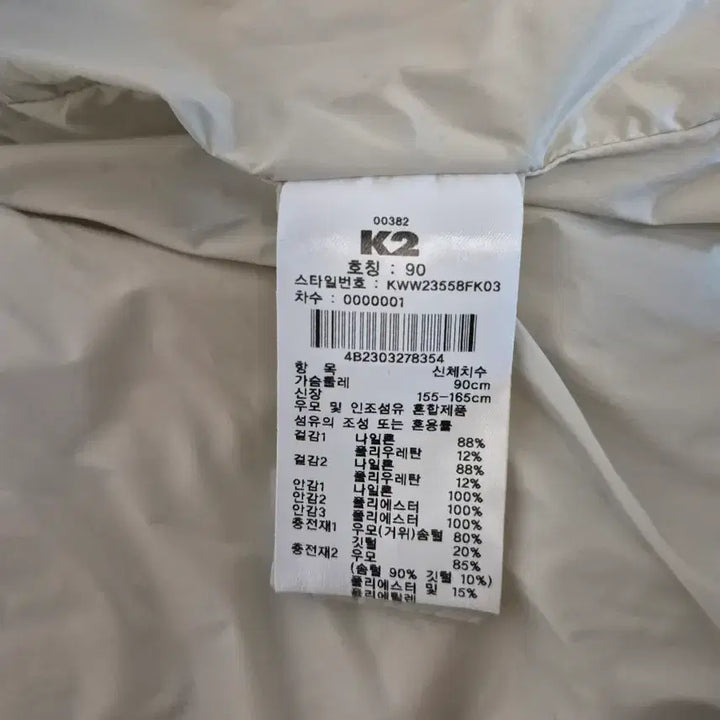 00382
K2
호칭 : 90
스타일번호 : KWW23558FK03
차수 : 0000001
4B2303278354
항 목 신체치수
가슴둘레 90cm
신장 155-165cm
우모 및 인조섬유 혼합제품
섬유의 조성 또는 혼용률
겉감1 나일론 88%
폴리우레탄 12%
겉감2 나일론 88%
폴리우레탄 12%
안감1 나일론 100%
안감2 폴리에스터 100%
안감3 폴리에스터 100%
충전재1 우모(거위)솜털 80%
깃털 20%
충전재2 우모 85%
(솜털 90% 깃털 10%)
폴리에스터 및 15%
폴리에틸렌